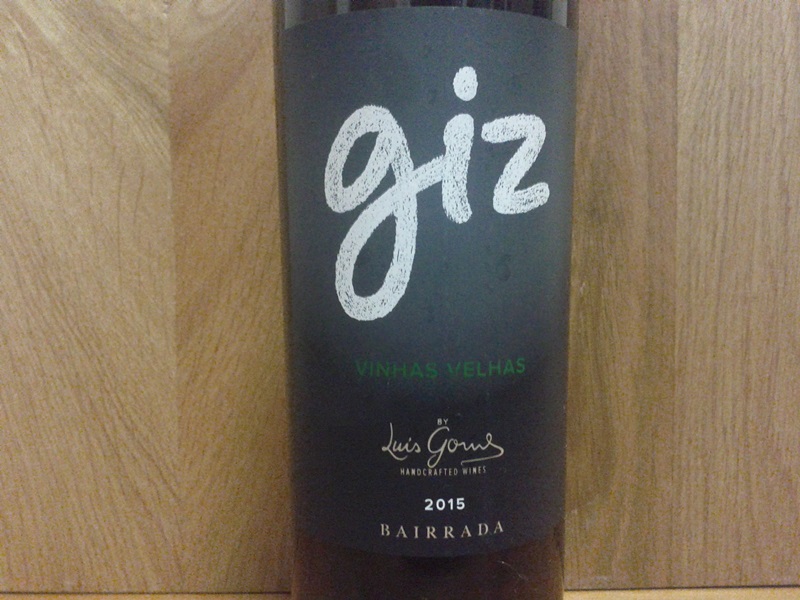 giz
VINHAS VELHAS
BY
Luis Gomes
HANDCRAFTED WINES
2015
BAIRRADA